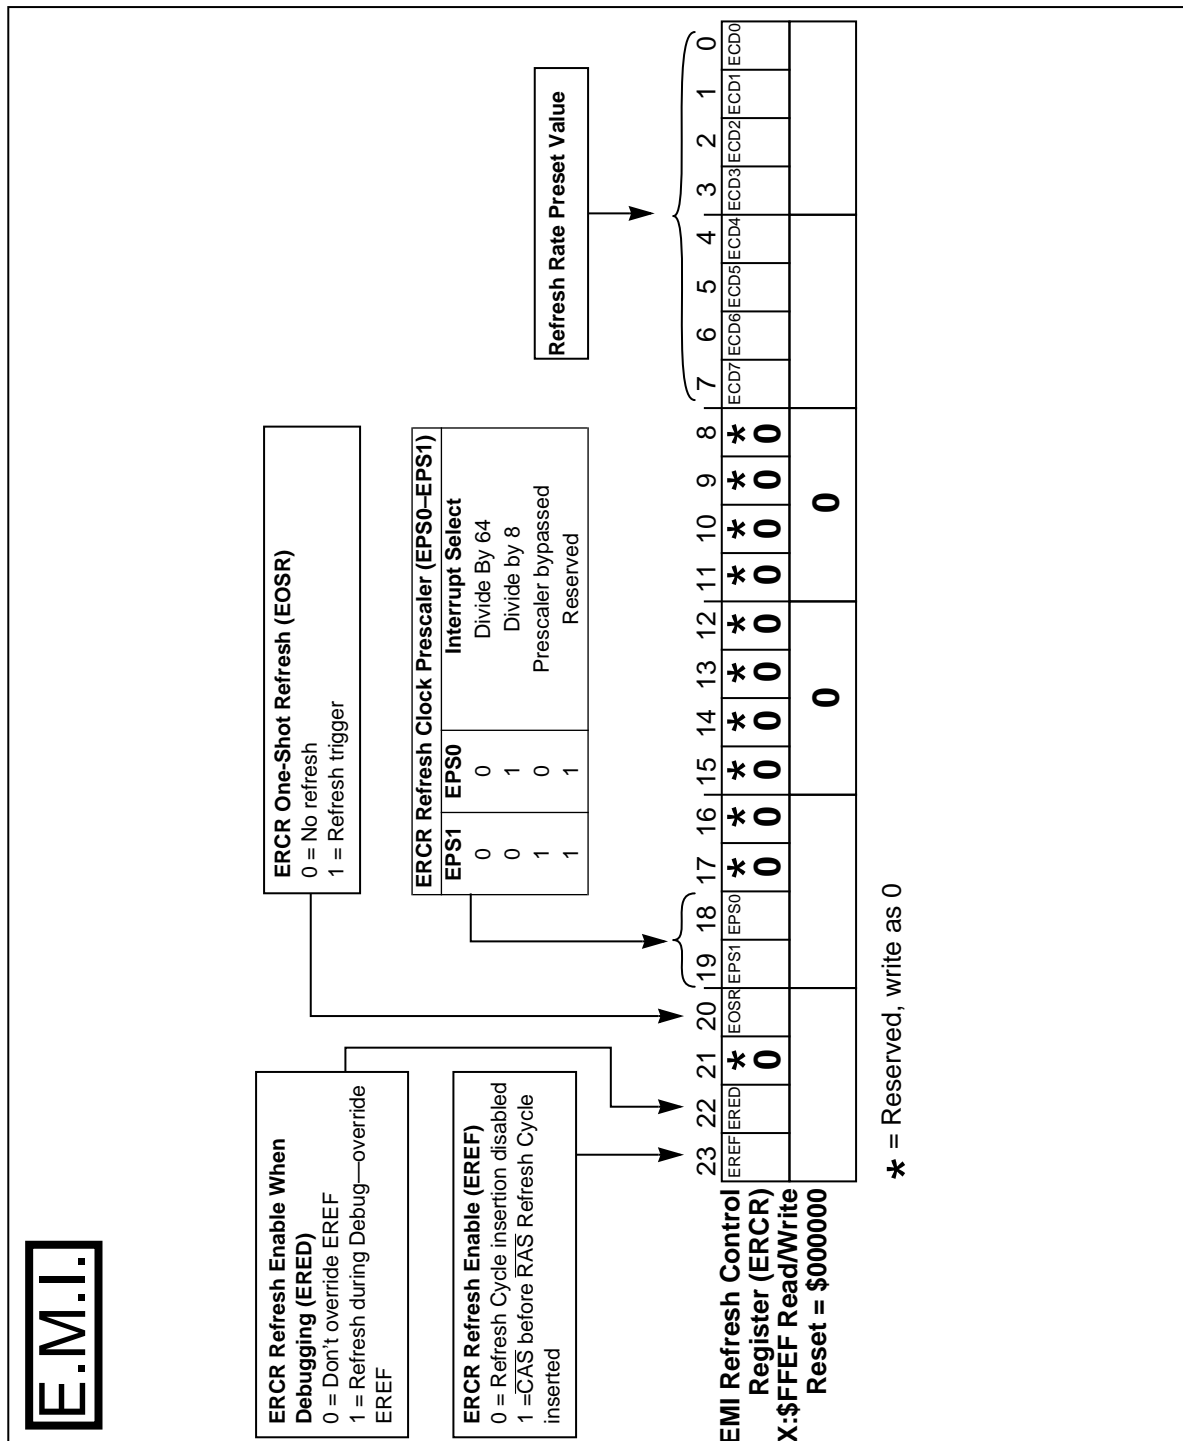 E.M.I.
ERCR Refresh Enable When
Debugging (ERED)
0 = Don't override EREF
1 = Refresh during Debug—override
EREF
ERCR Refresh Enable (EREF)
0 = Refresh Cycle insertion disabled
1 =CAS before RAS Refresh Cycle
inserted
ERCR One-Shot Refresh (EOSR)
0 = No refresh
1 = Refresh trigger
ERCR Refresh Clock Prescaler (EPS0–EPS1)
EPS1 EPS0 Interrupt Select
0 0 Divide By 64
0 1 Divide by 8
1 0 Prescaler bypassed
1 1 Reserved
Refresh Rate Preset Value
23 22 21 20 19 18 17 16 15 14 13 12 11 10 9 8 7 6 5 4 3 2 1 0
EREF ERED * EOSR EPS1 EPS0 * * * * * * * * * * ECD7 ECD6 ECD5 ECD4 ECD3 ECD2 ECD1 ECD0
0 0 0 0 0 0 0 0 0 0 0
0 0
EMI Refresh Control
Register (ERCR)
X:$FFEF Read/Write
Reset = $000000
* = Reserved, write as 0